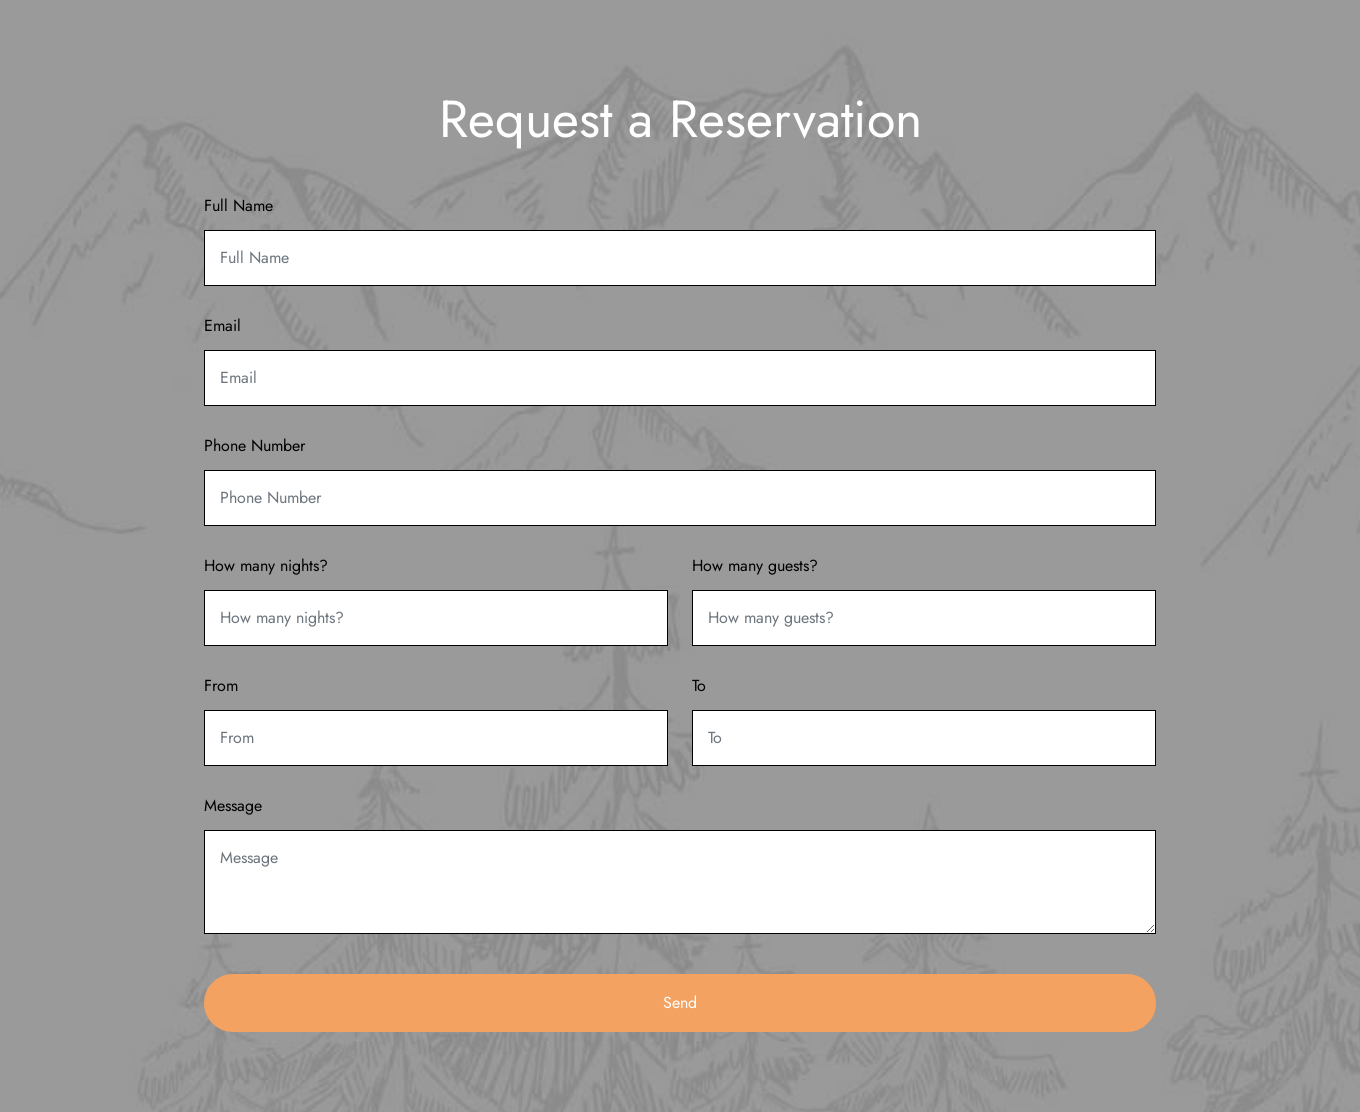 Request a Reservation
Full Name
Full Name
Email
Email
Phone Number
Phone Number
How many nights?
How many nights?
How many guests?
How many guests?
From
From
To
To
Message
Message
Send